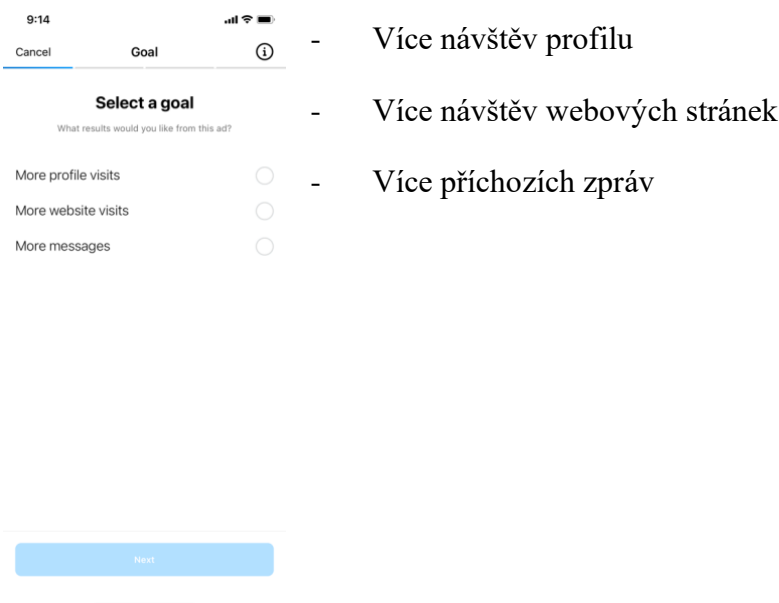 9:14
Cancel Goal
Select a goal
What results would you like from this ad?
More profile visits
More website visits
More messages
Next
- Více návštěv profilu
- Více návštěv webových stránek
- Více příchozích zpráv